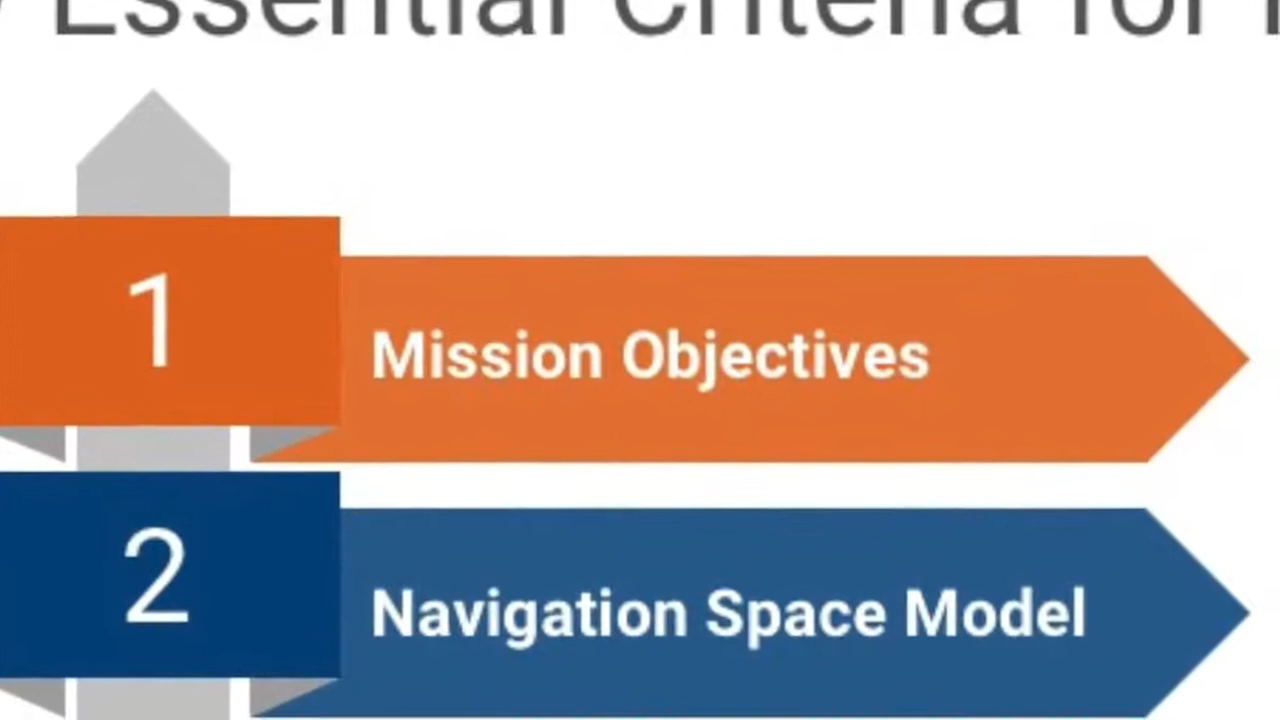 Essential Criteria for
1
Mission Objectives
2
Navigation Space Model